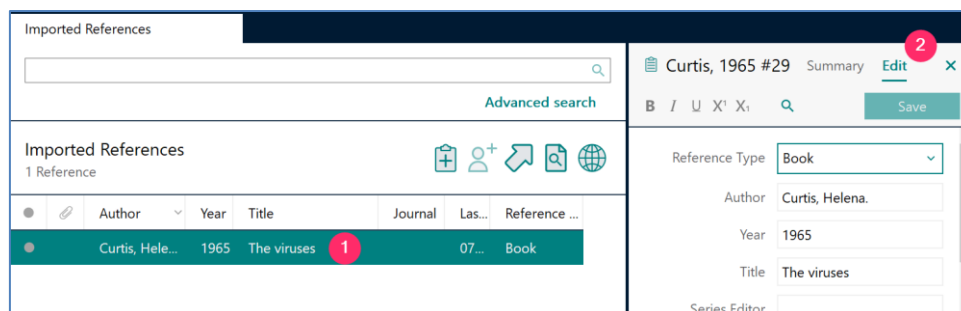 Imported References
Advanced search
Imported References
1 Reference
Author Year Title Journal Las... Reference ...
Curtis, Hele... 1965 The viruses 1 07... Book
2
Curtis, 1965 #29 Summary Edit
B I U X¹ X₁ Save
Reference Type Book
Author Curtis, Helena.
Year 1965
Title The viruses
Series Editor